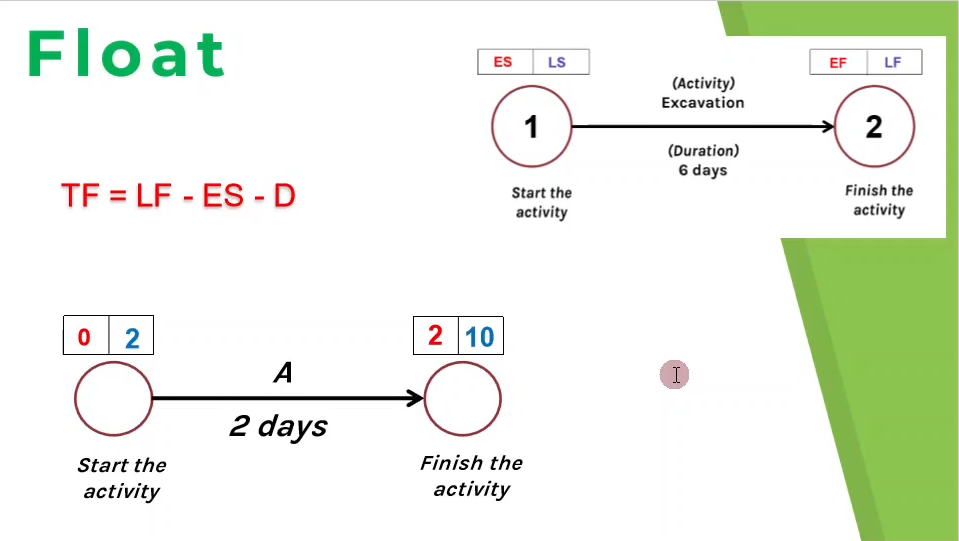 Float
ES LS
EF LF
(Activity)
Excavation
1
2
(Duration)
6 days
Start the
activity
Finish the
activity
TF = LF - ES - D
0 2
2 10
A
2 days
Start the
activity
Finish the
activity